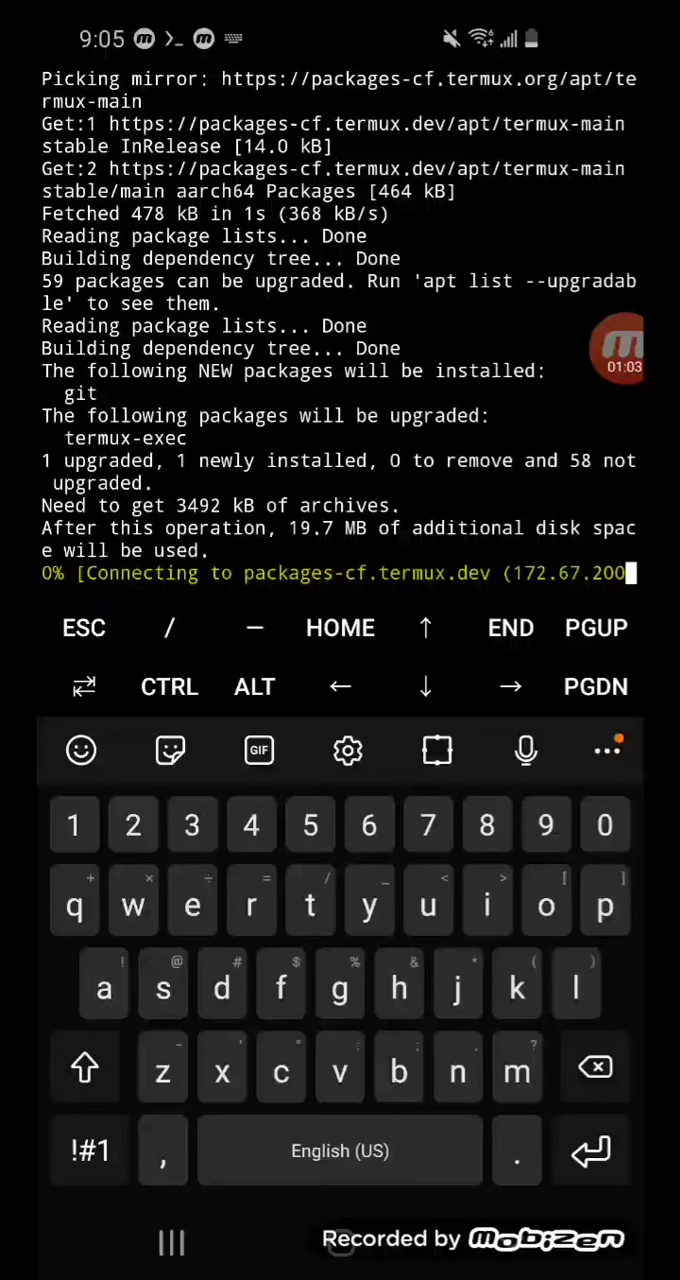 9:05
Picking mirror: https://packages-cf.termux.org/apt/te
rmux-main
Get:1 https://packages-cf.termux.dev/apt/termux-main
stable InRelease [14.0 kB]
Get:2 https://packages-cf.termux.dev/apt/termux-main
stable/main aarch64 Packages [464 kB]
Fetched 478 kB in 1s (368 kB/s)
Reading package lists... Done
Building dependency tree... Done
59 packages can be upgraded. Run 'apt list --upgradab
le' to see them.
Reading package lists... Done
Building dependency tree... Done
The following NEW packages will be installed:
git
The following packages will be upgraded:
termux-exec
1 upgraded, 1 newly installed, 0 to remove and 58 not
upgraded.
Need to get 3492 kB of archives.
After this operation, 19.7 MB of additional disk spac
e will be used.
0% [Connecting to packages-cf.termux.dev (172.67.200
01:03
ESC / — HOME ↑ END PGUP
CTRL ALT ← ↓ → PGDN
GIF
1 2 3 4 5 6 7 8 9 0
q w e r t y u i o p
a s d f g h j k l
z x c v b n m
!#1 , English (US) .
Recorded by mobizen